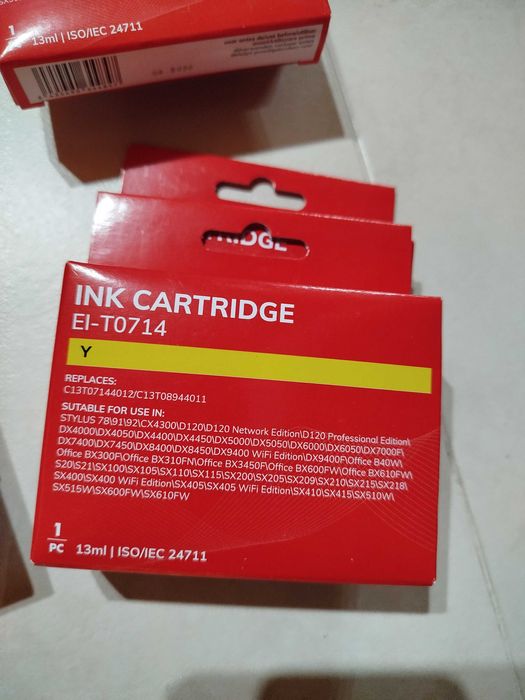 1
13ml | ISO/IEC 24711
RIDGE
INK CARTRIDGE
EI-T0714
Y
REPLACES:
C13T07144012/C13T08944011
SUITABLE FOR USE IN:
STYLUS 78\91\92\CX4300\D120\D120 Network Edition\D120 Professional Edition\
DX4000\DX4050\DX4400\DX4450\DX5000\DX5050\DX6000\DX6050\DX7000F\
DX7400\DX7450\DX8400\DX8450\DX9400 WiFi Edition\DX9400F\Office B40W\
Office BX300F\Office BX310FN\Office BX3450F\Office BX600FW\Office BX610FW\
S20\S21\SX100\SX105\SX110\SX115\SX200\SX205\SX209\SX210\SX215\SX218\
SX400\SX400 WiFi Edition\SX405\SX405 WiFi Edition\SX410\SX415\SX510W\
SX515W\SX600FW\SX610FW
1
PC
13ml | ISO/IEC 24711